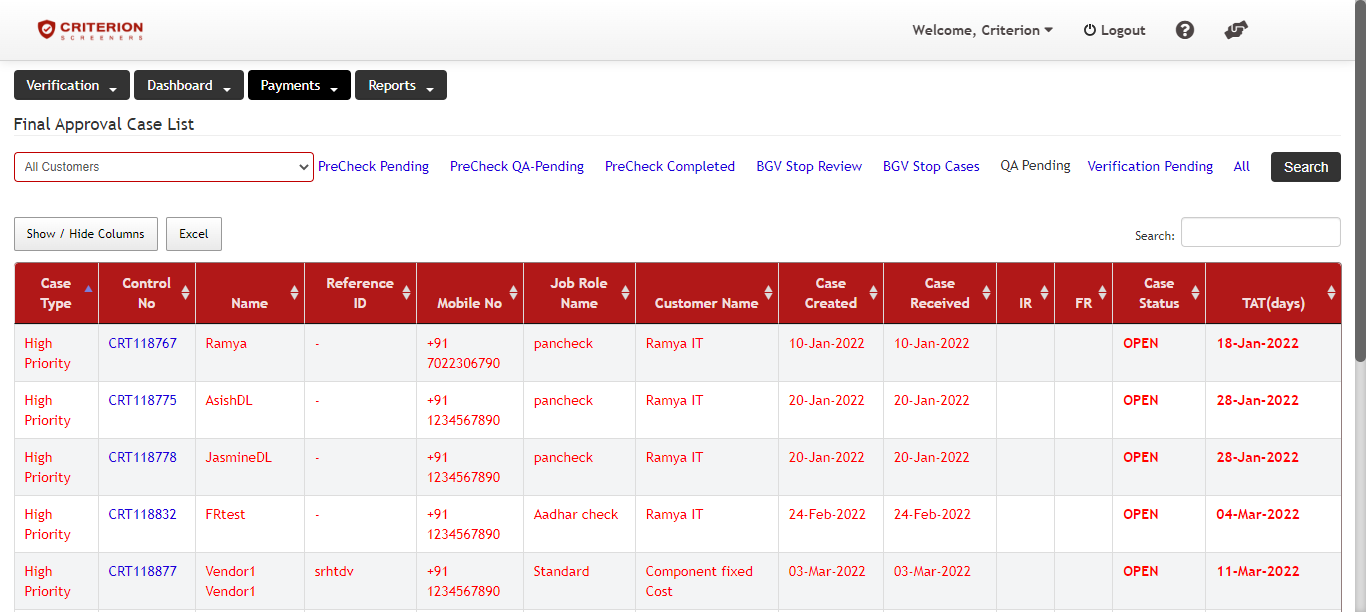 CRITERION
SCREENERS
Welcome, Criterion
Logout
Verification
Dashboard
Payments
Reports
Final Approval Case List
All Customers
PreCheck Pending
PreCheck QA-Pending
PreCheck Completed
BGV Stop Review
BGV Stop Cases
QA Pending
Verification Pending
All
Search
Show / Hide Columns
Excel
Search:
Case Type
Control No
Name
Reference ID
Mobile No
Job Role Name
Customer Name
Case Created
Case Received
IR
FR
Case Status
TAT(days)
High Priority CRT118767 Ramya - +91 7022306790 pancheck Ramya IT 10-Jan-2022 10-Jan-2022 OPEN 18-Jan-2022
High Priority CRT118775 AsishDL - +91 1234567890 pancheck Ramya IT 20-Jan-2022 20-Jan-2022 OPEN 28-Jan-2022
High Priority CRT118778 JasmineDL - +91 1234567890 pancheck Ramya IT 20-Jan-2022 20-Jan-2022 OPEN 28-Jan-2022
High Priority CRT118832 FRtest - +91 1234567890 Aadhar check Ramya IT 24-Feb-2022 24-Feb-2022 OPEN 04-Mar-2022
High Priority CRT118877 Vendor1 Vendor1 srhtdv +91 1234567890 Standard Component fixed Cost 03-Mar-2022 03-Mar-2022 OPEN 11-Mar-2022